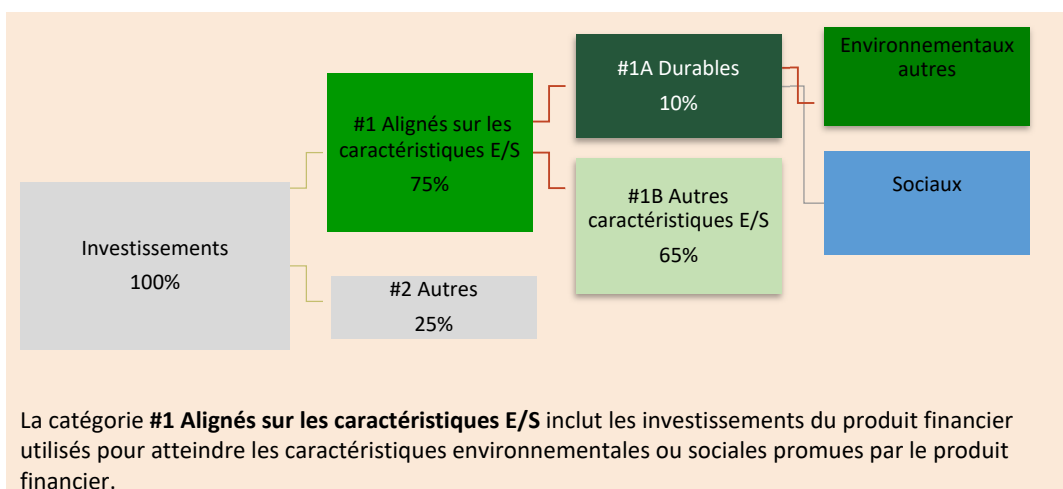 Investissements
100%
#1 Alignés sur les
caractéristiques E/S
75%
#2 Autres
25%
#1A Durables
10%
#1B Autres
caractéristiques E/S
65%
Environnementaux
autres
Sociaux
La catégorie #1 Alignés sur les caractéristiques E/S inclut les investissements du produit financier
utilisés pour atteindre les caractéristiques environnementales ou sociales promues par le produit
financier.